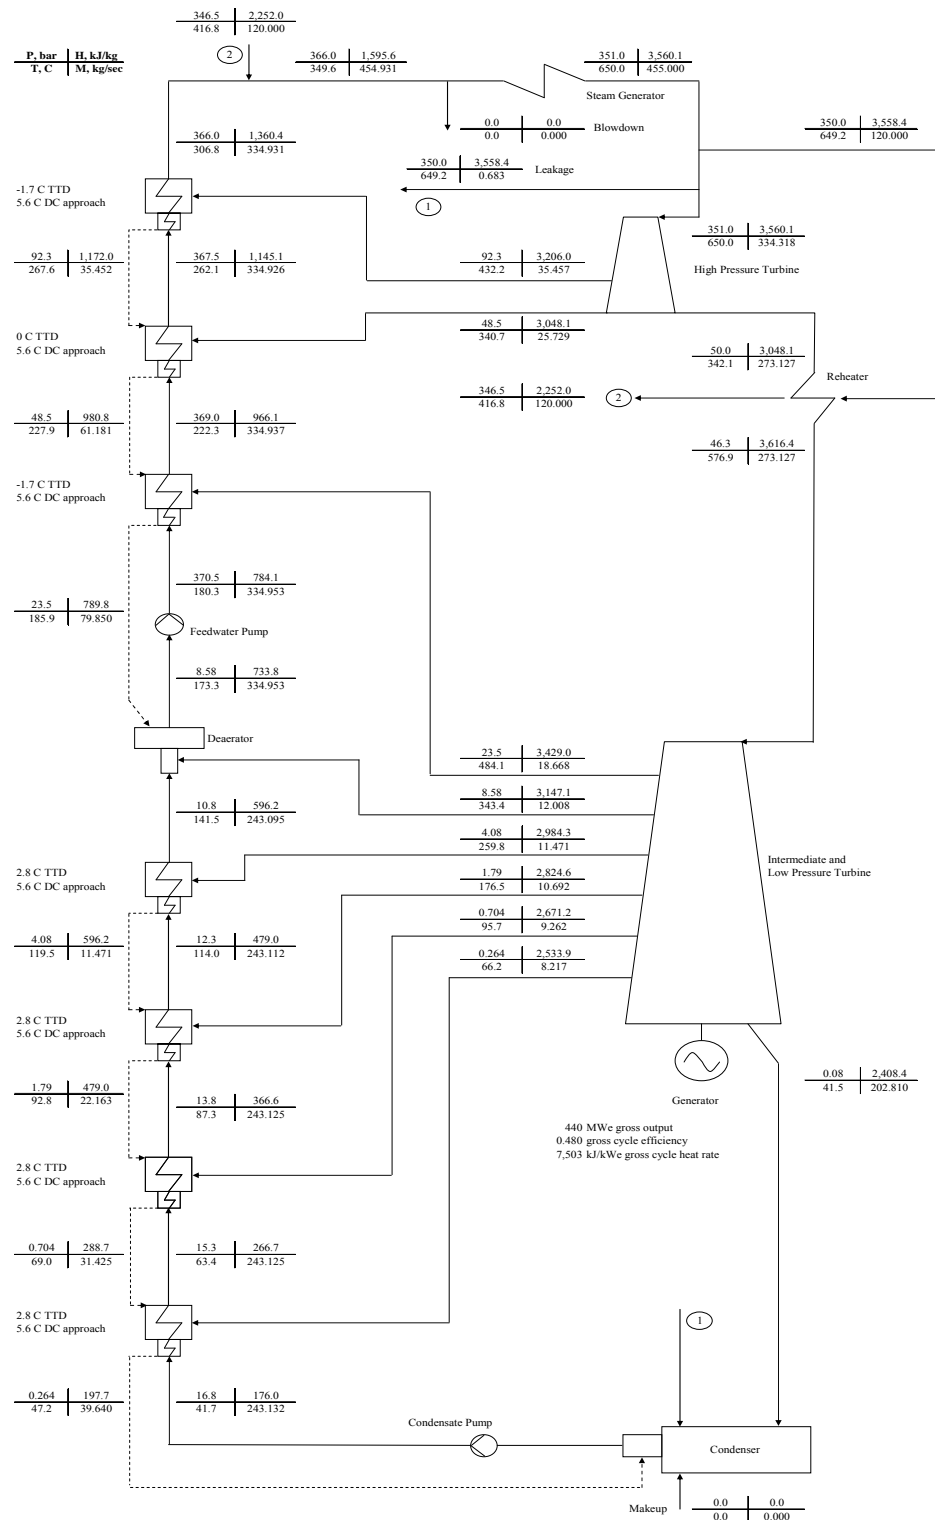 346.5 2,252.0
416.8 120.000
P, bar H, kJ/kg
T, C M, kg/sec
2
366.0 1,595.6
349.6 454.931
351.0 3,560.1
650.0 455.000
Steam Generator
0.0 0.0
0.0 0.000
Blowdown
350.0 3,558.4
649.2 120.000
366.0 1,360.4
306.8 334.931
350.0 3,558.4
649.2 0.683
Leakage
1
-1.7 C TTD
5.6 C DC approach
351.0 3,560.1
650.0 334.318
High Pressure Turbine
92.3 1,172.0
267.6 35.452
367.5 1,145.1
262.1 334.926
92.3 3,206.0
432.2 35.457
0 C TTD
5.6 C DC approach
48.5 3,048.1
340.7 25.729
50.0 3,048.1
342.1 273.127
Reheater
346.5 2,252.0
416.8 120.000
2
48.5 980.8
227.9 61.181
369.0 966.1
222.3 334.937
46.3 3,616.4
576.9 273.127
-1.7 C TTD
5.6 C DC approach
370.5 784.1
180.3 334.953
23.5 789.8
185.9 79.850
Feedwater Pump
8.58 733.8
173.3 334.953
Deaerator
23.5 3,429.0
484.1 18.668
8.58 3,147.1
343.4 12.008
10.8 596.2
141.5 243.095
4.08 2,984.3
259.8 11.471
Intermediate and
Low Pressure Turbine
2.8 C TTD
5.6 C DC approach
1.79 2,824.6
176.5 10.692
0.704 2,671.2
95.7 9.262
4.08 596.2
119.5 11.471
12.3 479.0
114.0 243.112
0.264 2,533.9
66.2 8.217
2.8 C TTD
5.6 C DC approach
0.08 2,408.4
41.5 202.810
1.79 479.0
92.8 22.163
13.8 366.6
87.3 243.125
Generator
440 MWe gross output
0.480 gross cycle efficiency
7,503 kJ/kWe gross cycle heat rate
2.8 C TTD
5.6 C DC approach
0.704 288.7
69.0 31.425
15.3 266.7
63.4 243.125
2.8 C TTD
5.6 C DC approach
1
0.264 197.7
47.2 39.640
16.8 176.0
41.7 243.132
Condensate Pump
Condenser
Makeup
0.0 0.0
0.0 0.000